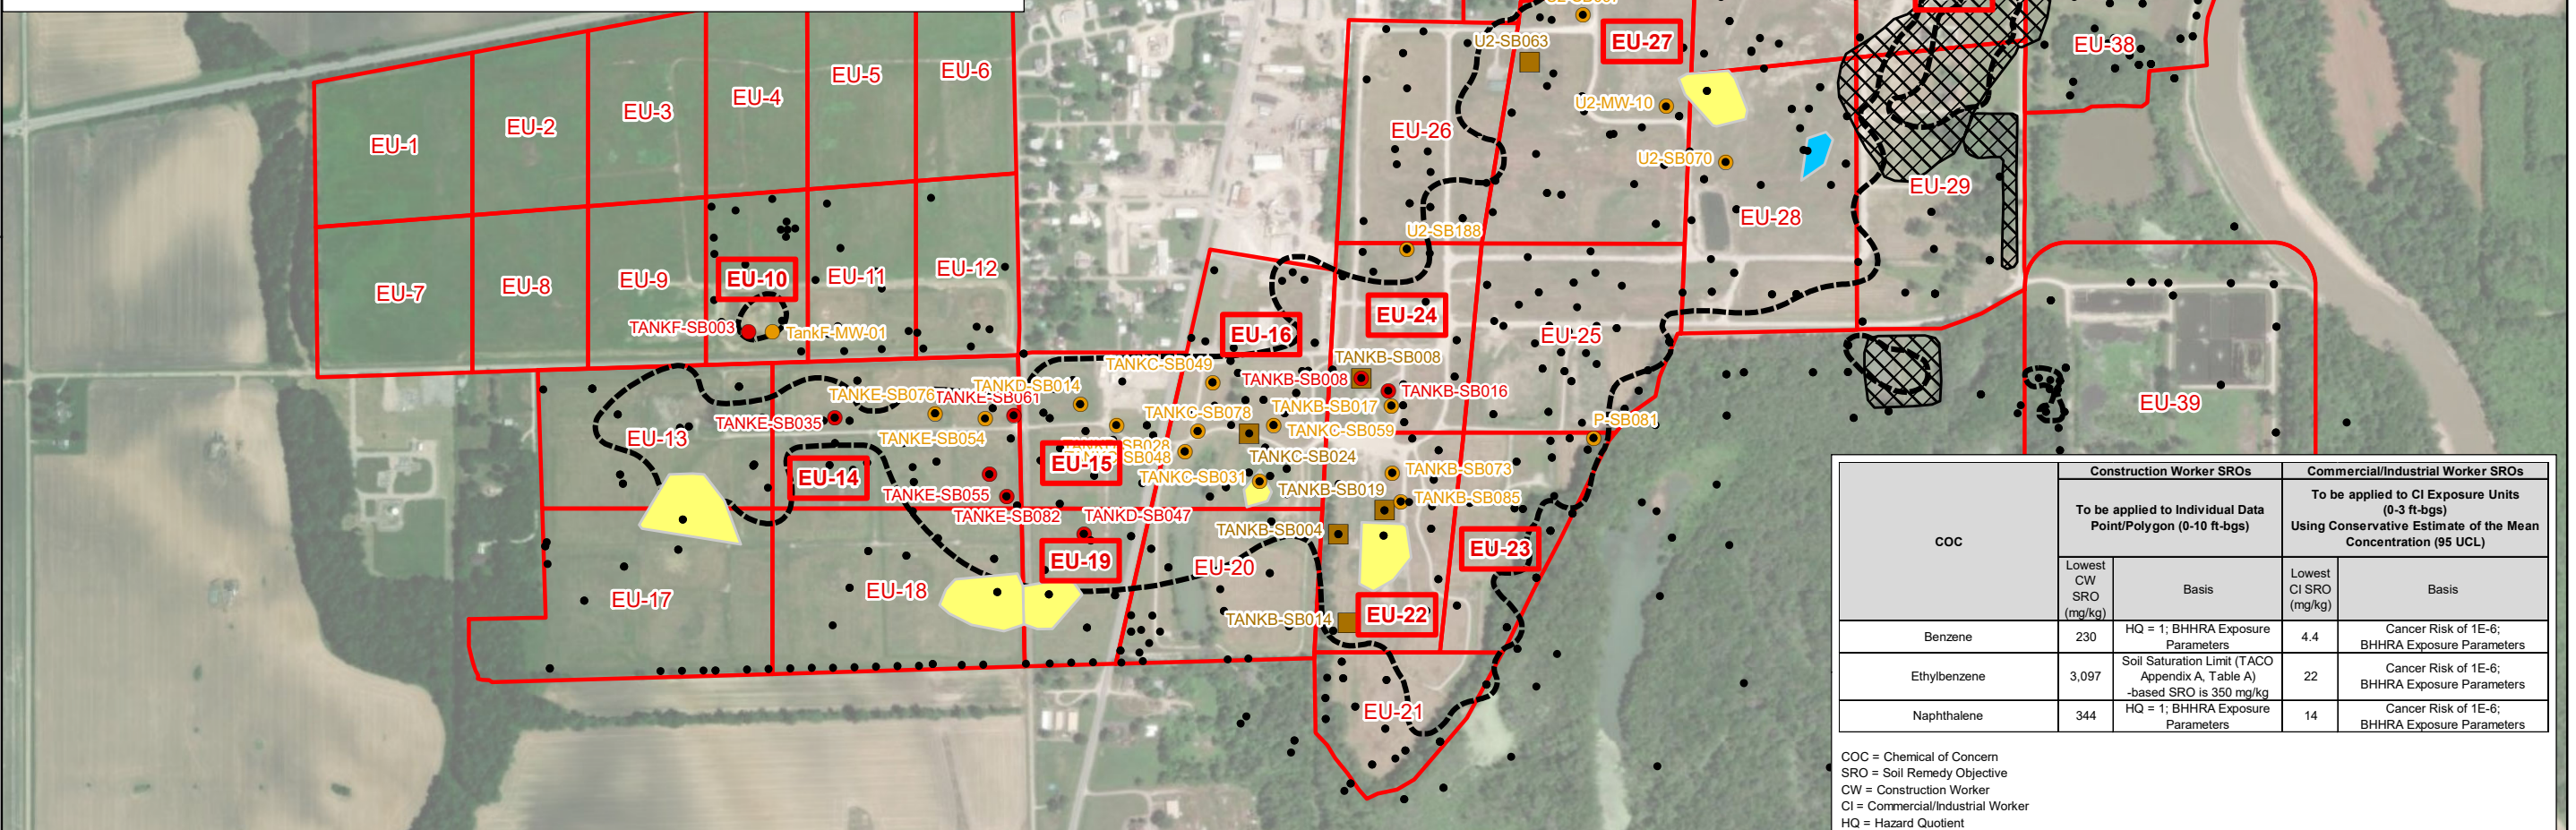 U2-SB063
EU-27
EU-38
EU-6
EU-5
EU-4
EU-3
EU-2
EU-1
U2-MW-10
EU-26
U2-SB070
EU-29
EU-28
U2-SB188
EU-12
EU-11
EU-10
EU-9
EU-8
EU-7
TANKF-SB003
TankF-MW-01
EU-16
EU-24
EU-25
TANKB-SB008
TANKC-SB049
TANKB-SB008
TANKD-SB014
TANKE-SB076
TANKE-SB061
TANKB-SB016
EU-39
TANKC-SB078
TANKB-SB017
TANKE-SB035
TANKC-SB059
P-SB081
EU-13
TANKE-SB054
SB028
SB048
TANKC-SB024
EU-15
EU-14
TANKC-SB031
TANKB-SB073
TANKE-SB055
TANKB-SB019
TANKB-SB085
TANKE-SB082
TANKD-SB047
TANKB-SB004
EU-23
EU-19
EU-20
EU-18
EU-17
TANKB-SB014
EU-22
EU-21
COC
Construction Worker SROs
Commercial/Industrial Worker SROs
To be applied to Individual Data
Point/Polygon (0-10 ft-bgs)
To be applied to CI Exposure Units
(0-3 ft-bgs)
Using Conservative Estimate of the Mean
Concentration (95 UCL)
Lowest
CW
SRO
(mg/kg)
Basis
Lowest
CI SRO
(mg/kg)
Basis
Benzene
230
HQ = 1; BHHRA Exposure
Parameters
4.4
Cancer Risk of 1E-6;
BHHRA Exposure Parameters
Ethylbenzene
3,097
Soil Saturation Limit (TACO
Appendix A, Table A)
-based SRO is 350 mg/kg
22
Cancer Risk of 1E-6;
BHHRA Exposure Parameters
Naphthalene
344
HQ = 1; BHHRA Exposure
Parameters
14
Cancer Risk of 1E-6;
BHHRA Exposure Parameters
COC = Chemical of Concern
SRO = Soil Remedy Objective
CW = Construction Worker
CI = Commercial/Industrial Worker
HQ = Hazard Quotient